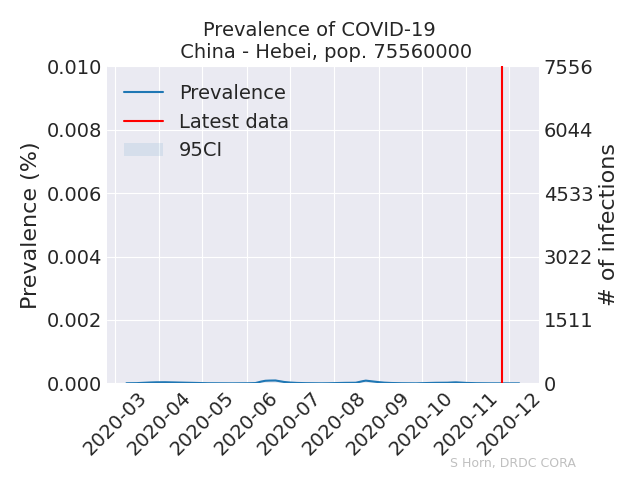 Prevalence of COVID-19
China - Hebei, pop. 75560000
0.010
0.008
0.006
0.004
0.002
0.000
Prevalence (%)
Prevalence
Latest data
95CI
7556
6044
4533
3022
1511
0
# of infections
2020-03
2020-04
2020-05
2020-06
2020-07
2020-08
2020-09
2020-10
2020-11
2020-12
S Horn, DRDC CORA